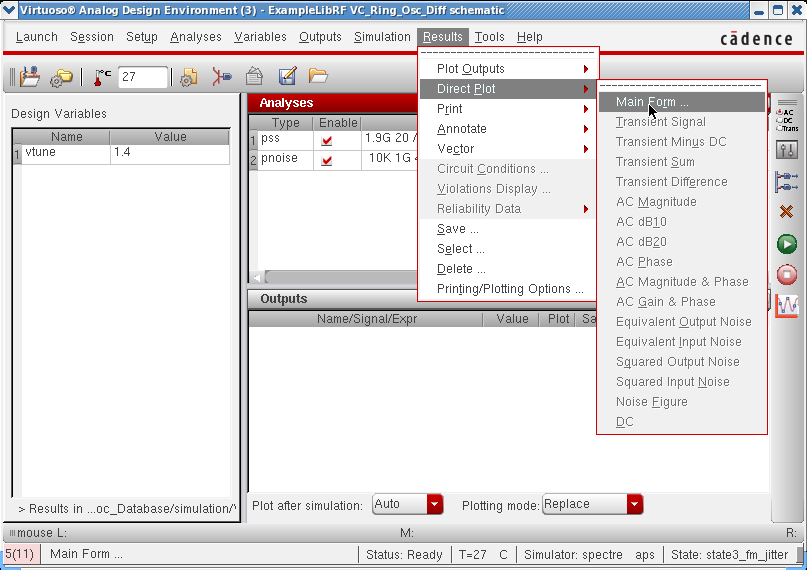 Virtuoso® Analog Design Environment (3) - ExampleLibRF VC_Ring_Osc_Diff schematic
Launch Session Setup Analyses Variables Outputs Simulation Results Tools Help
cādence
°C 27
Design Variables
Name Value
1 vtune 1.4
> Results in ...oc_Database/simulation/
Analyses
Type Enable
1 pss 1.9G 20
2 pnoise 10K 1G
Outputs
Name/Signal/Expr Value Plot Sa
Plot after simulation: Auto Plotting mode: Replace
Plot Outputs
Direct Plot
Print
Annotate
Vector
Circuit Conditions ...
Violations Display ...
Reliability Data
Save ...
Select ...
Delete ...
Printing/Plotting Options ...
Main Form ...
Transient Signal
Transient Minus DC
Transient Sum
Transient Difference
AC Magnitude
AC dB10
AC dB20
AC Phase
AC Magnitude & Phase
AC Gain & Phase
Equivalent Output Noise
Equivalent Input Noise
Squared Output Noise
Squared Input Noise
Noise Figure
DC
AC
DC
Trans
mouse L: M: R:
5(11) Main Form ... Status: Ready T=27 C Simulator: spectre aps State: state3_fm_jitter